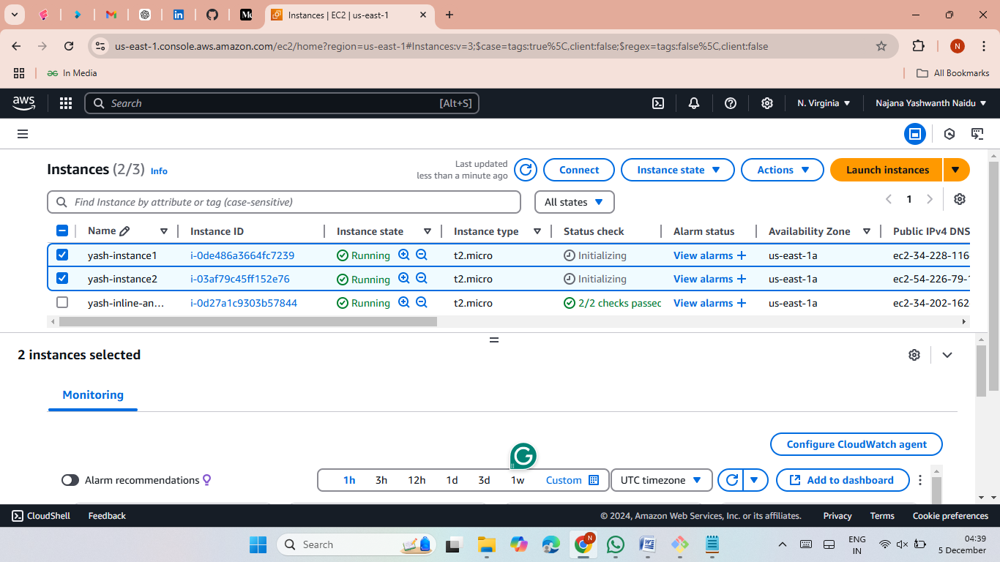 Instances | EC2 | us-east-1
us-east-1.console.aws.amazon.com/ec2/home?region=us-east-1#Instances:v=3;$case=tags:true%5C,client:false;$regex=tags:false%5C,client:false
N
In Media
All Bookmarks
aws
Search [Alt+S]
N. Virginia
Najana Yashwanth Naidu
Instances (2/3) Info
Last updated
less than a minute ago
Connect
Instance state
Actions
Launch instances
Find Instance by attribute or tag (case-sensitive)
All states
1
Name Instance ID Instance state Instance type Status check Alarm status Availability Zone Public IPv4 DNS
yash-instance1 i-0de486a3664fc7239 Running t2.micro Initializing View alarms us-east-1a ec2-34-228-116
yash-instance2 i-03af79c45ff152e76 Running t2.micro Initializing View alarms us-east-1a ec2-54-226-79-
yash-inline-an... i-0d27a1c9303b57844 Running t2.micro 2/2 checks passed View alarms us-east-1a ec2-34-202-162
2 instances selected
Monitoring
Configure CloudWatch agent
Alarm recommendations
1h 3h 12h 1d 3d 1w Custom
UTC timezone
Add to dashboard
CloudShell Feedback © 2024, Amazon Web Services, Inc. or its affiliates. Privacy Terms Cookie preferences
Search
N
ENG
IN
04:39
5 December